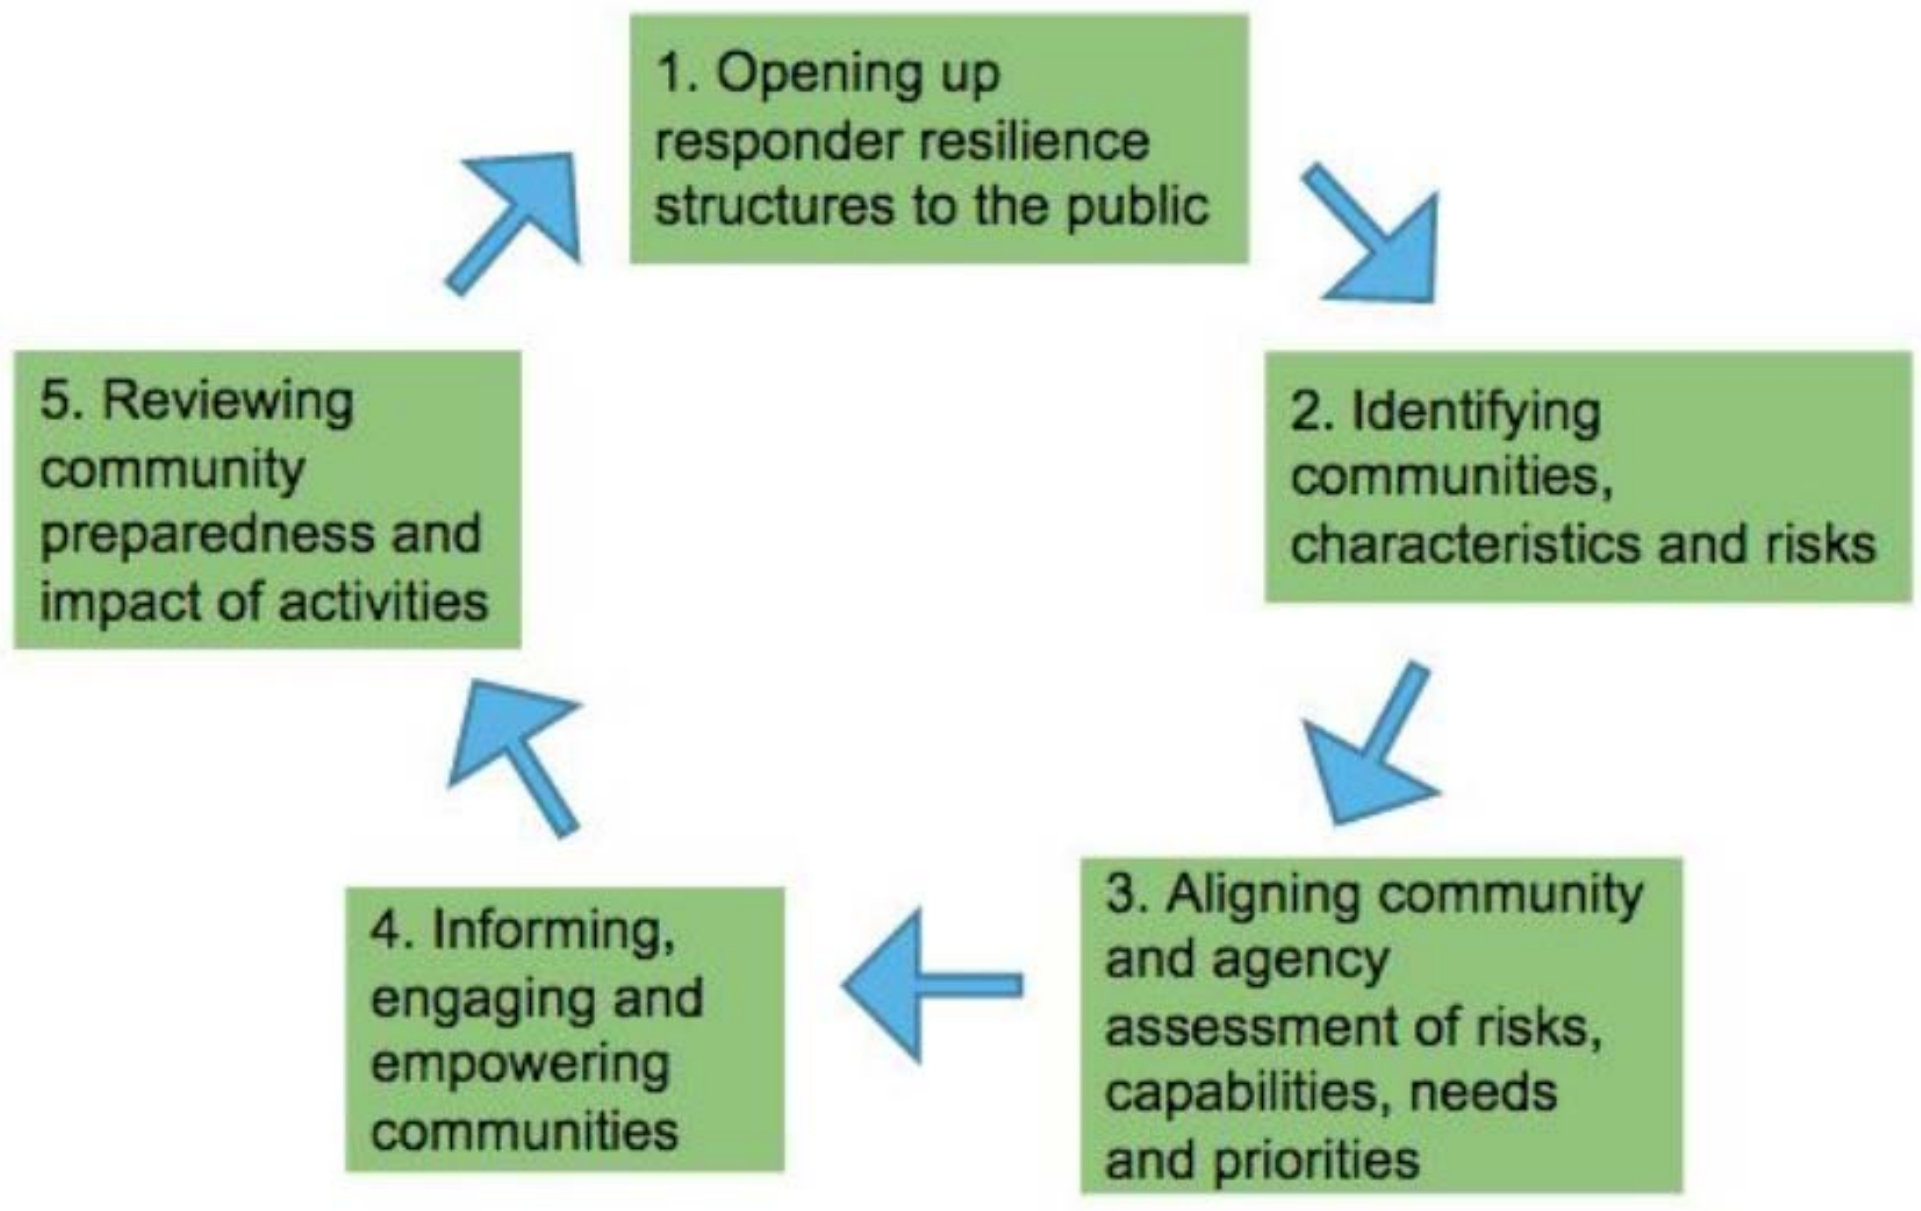 1. Opening up
responder resilience
structures to the public
2. Identifying
communities,
characteristics and risks
3. Aligning community
and agency
assessment of risks,
capabilities, needs
and priorities
4. Informing,
engaging and
empowering
communities
5. Reviewing
community
preparedness and
impact of activities